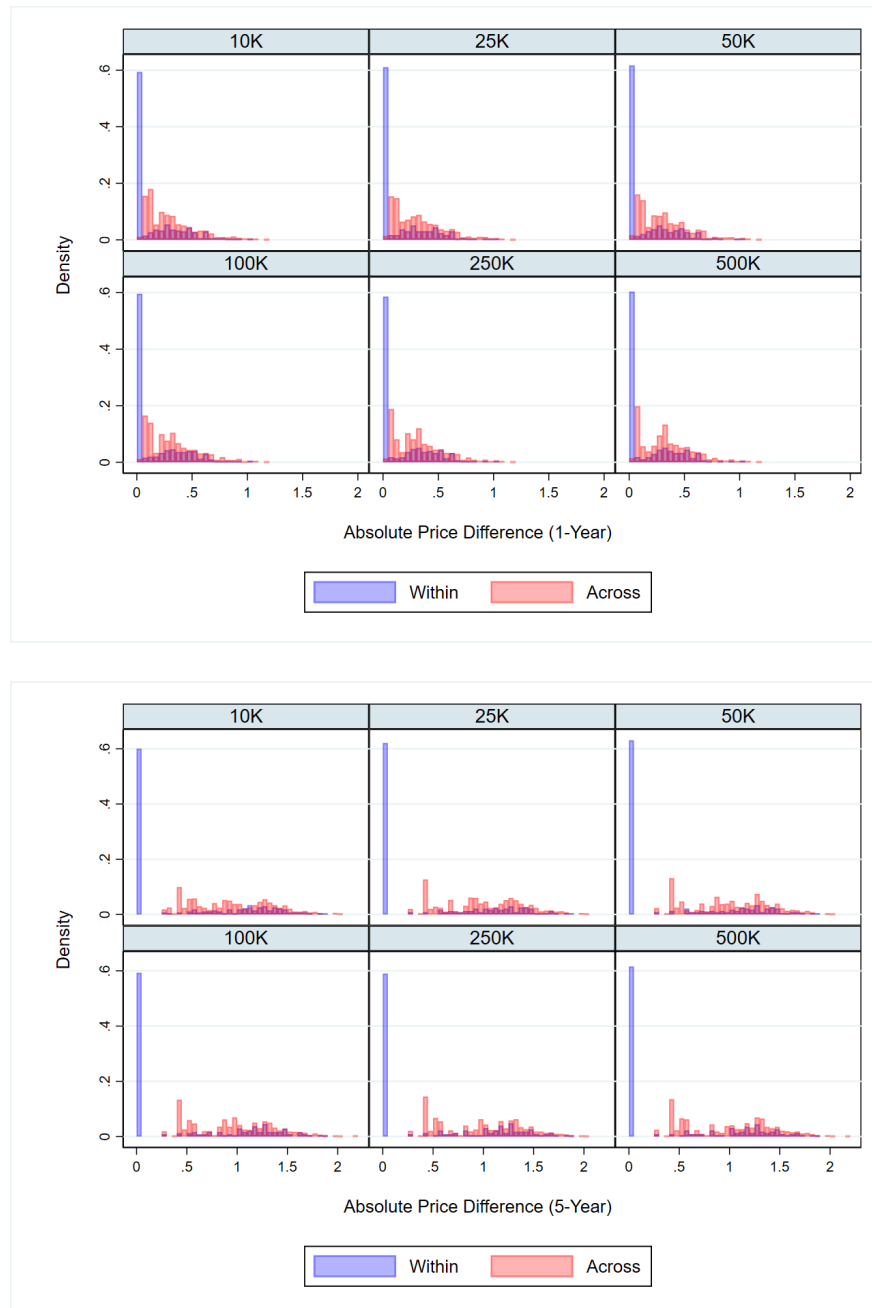 10K 25K 50K
.6
.4
.2
0
100K 250K 500K
.6
.4
.2
0
Density
0 .5 1 1.5 2 0 .5 1 1.5 2 0 .5 1 1.5 2
Absolute Price Difference (1-Year)
Within Across
10K 25K 50K
.6
.4
.2
0
100K 250K 500K
.6
.4
.2
0
Density
0 .5 1 1.5 2 0 .5 1 1.5 2 0 .5 1 1.5 2
Absolute Price Difference (5-Year)
Within Across